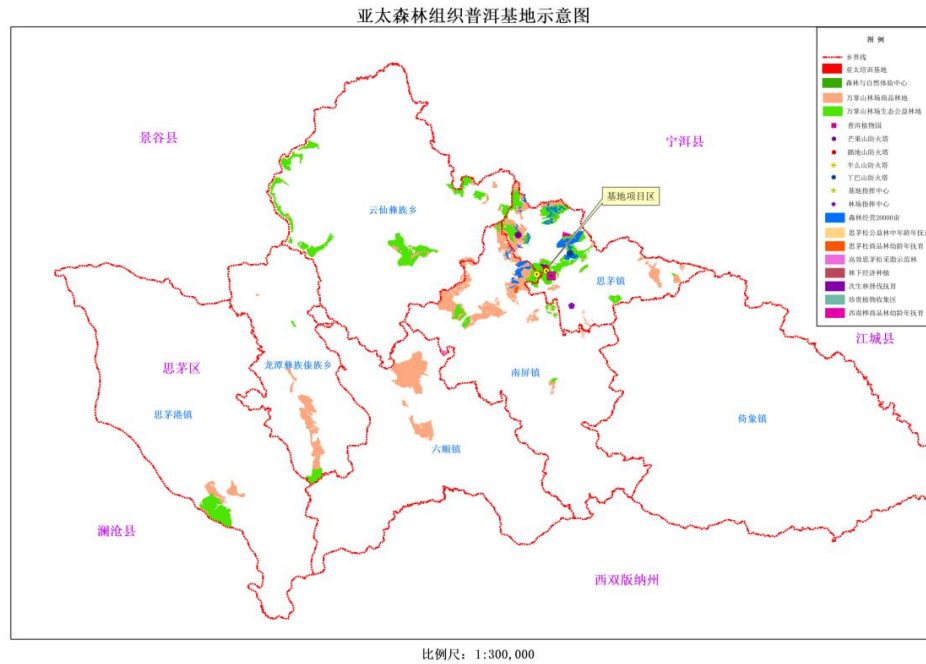 亚太森林组织普洱基地示意图
图 例
乡界线
亚太培训基地
森林与自然体验中心
万掌山林场商品林地
万掌山林场生态公益林地
普洱植物园
芒果山防火塔
半么山防火塔
丫巴山防火塔
基地指挥中心
林场指挥中心
森林经营20000亩
思茅松公益林中年龄年抚育
思茅松商品林幼龄年抚育
高效思茅松采脂示范林
林下经济种植
次生林择伐抚育
珍贵植物收集区
西南桦商品林幼龄年抚育
景谷县
宁洱县
云仙彝族乡
基地项目区
思茅镇
江城县
思茅区
龙潭彝族傣族乡
南屏镇
思茅港镇
倚象镇
六顺镇
澜沧县
西双版纳州
比例尺：1:300,000